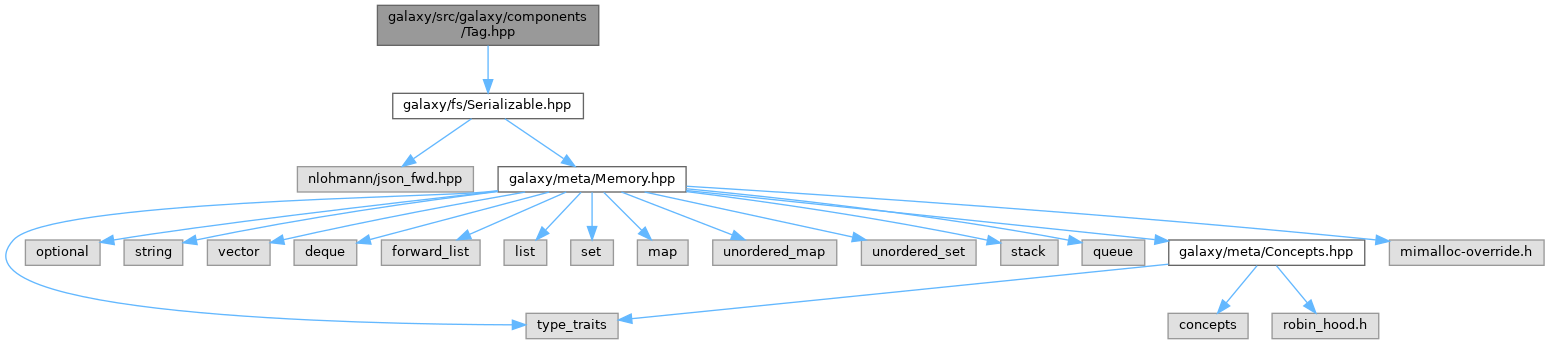 galaxy/src/galaxy/components
/Tag.hpp
galaxy/fs/Serializable.hpp
nlohmann/json_fwd.hpp
galaxy/meta/Memory.hpp
optional
string
vector
deque
forward_list
list
set
map
unordered_map
unordered_set
stack
queue
galaxy/meta/Concepts.hpp
mimalloc-override.h
type_traits
concepts
robin_hood.h